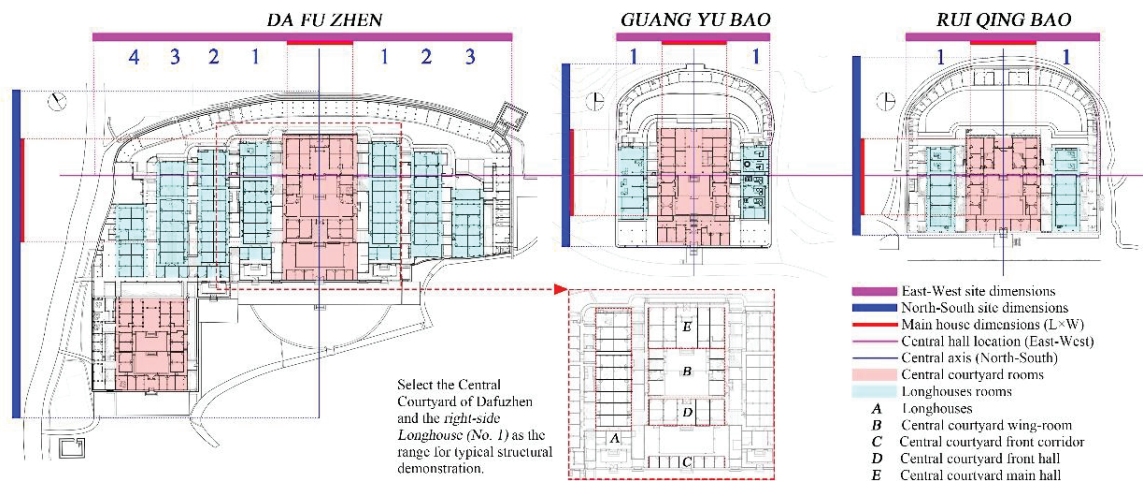 DA FU ZHEN
GUANG YU BAO
RUI QING BAO
4 3 2 1 1 2 3
1 1
1 1
Select the Central
Courtyard of Dafuzhen
and the right-side
Longhouse (No. 1) as the
range for typical structural
demonstration.
E
B
D
A
C
East-West site dimensions
North-South site dimensions
Main house dimensions (L×W)
Central hall location (East-West)
Central axis (North-South)
Central courtyard rooms
Longhouses rooms
A Longhouses
B Central courtyard wing-room
C Central courtyard front corridor
D Central courtyard front hall
E Central courtyard main hall